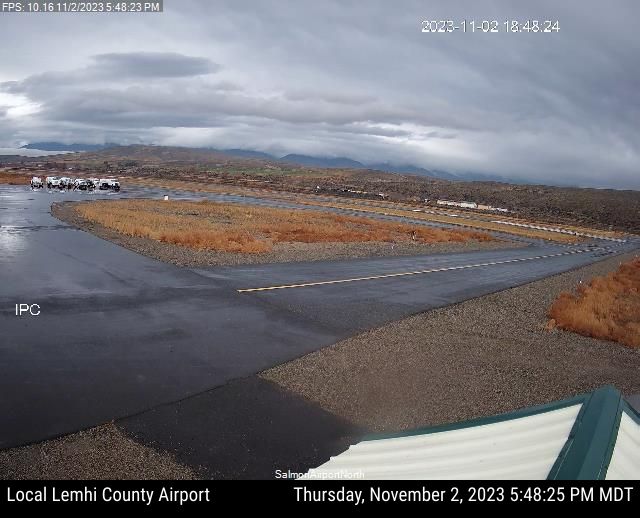 FPS: 10.16 11/2/2023 5:48:23 PM
2023-11-02 18:48:24
IPC
SalmonAirportNorth
Local Lemhi County Airport
Thursday, November 2, 2023 5:48:25 PM MDT